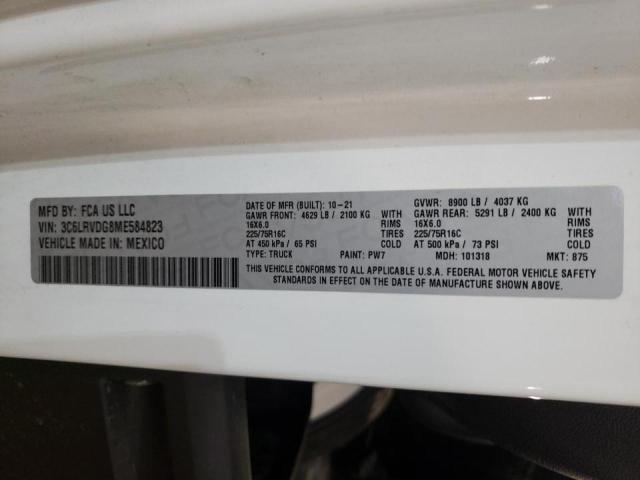 MFD BY: FCA US LLC
VIN: 3C6LRVDG8ME584823
VEHICLE MADE IN: MEXICO
DATE OF MFR (BUILT): 10-21 GVWR: 8900 LB / 4037 KG
GAWR FRONT: 4629 LB / 2100 KG WITH GAWR REAR: 5291 LB / 2400 KG WITH
16X6.0 RIMS 16X6.0 RIMS
225/75R16C TIRES 225/75R16C TIRES
AT 450 kPa / 65 PSI COLD AT 500 kPa / 73 PSI COLD
TYPE: TRUCK PAINT: PW7 MDH: 101318 MKT: 875
THIS VEHICLE CONFORMS TO ALL APPLICABLE U.S.A. FEDERAL MOTOR VEHICLE SAFETY
STANDARDS IN EFFECT ON THE DATE OF MANUFACTURE SHOWN ABOVE.